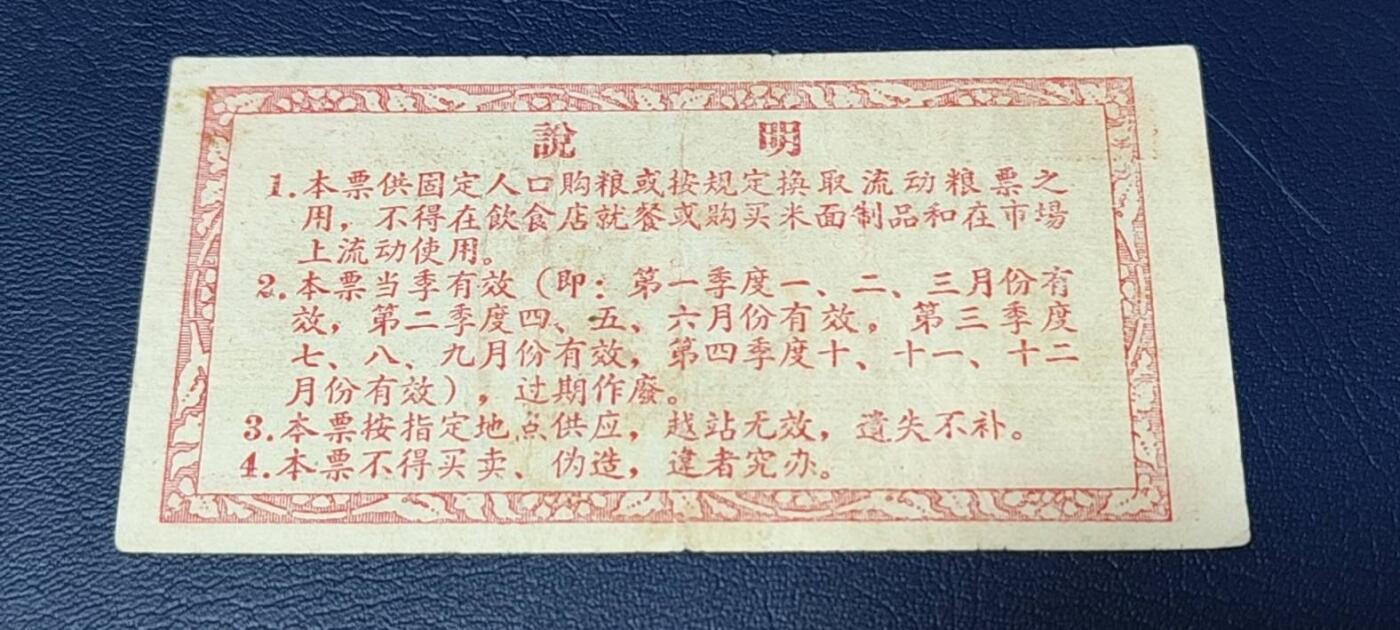 說 明
1.本票供固定人口购粮或按規定換取流动粮票之
用，不得在飲食店就餐或购买米面制品和在市場
上流动使用。
2.本票当季有效（即：第一季度一、二、三月份有
效，第二季度四、五、六月份有效，第三季度
七、八、九月份有效，第四季度十、十一、十二
月份有效），过期作廢。
3.本票按指定地点供应，越站无效，遺失不补。
4.本票不得买卖、伪造，違者究办。